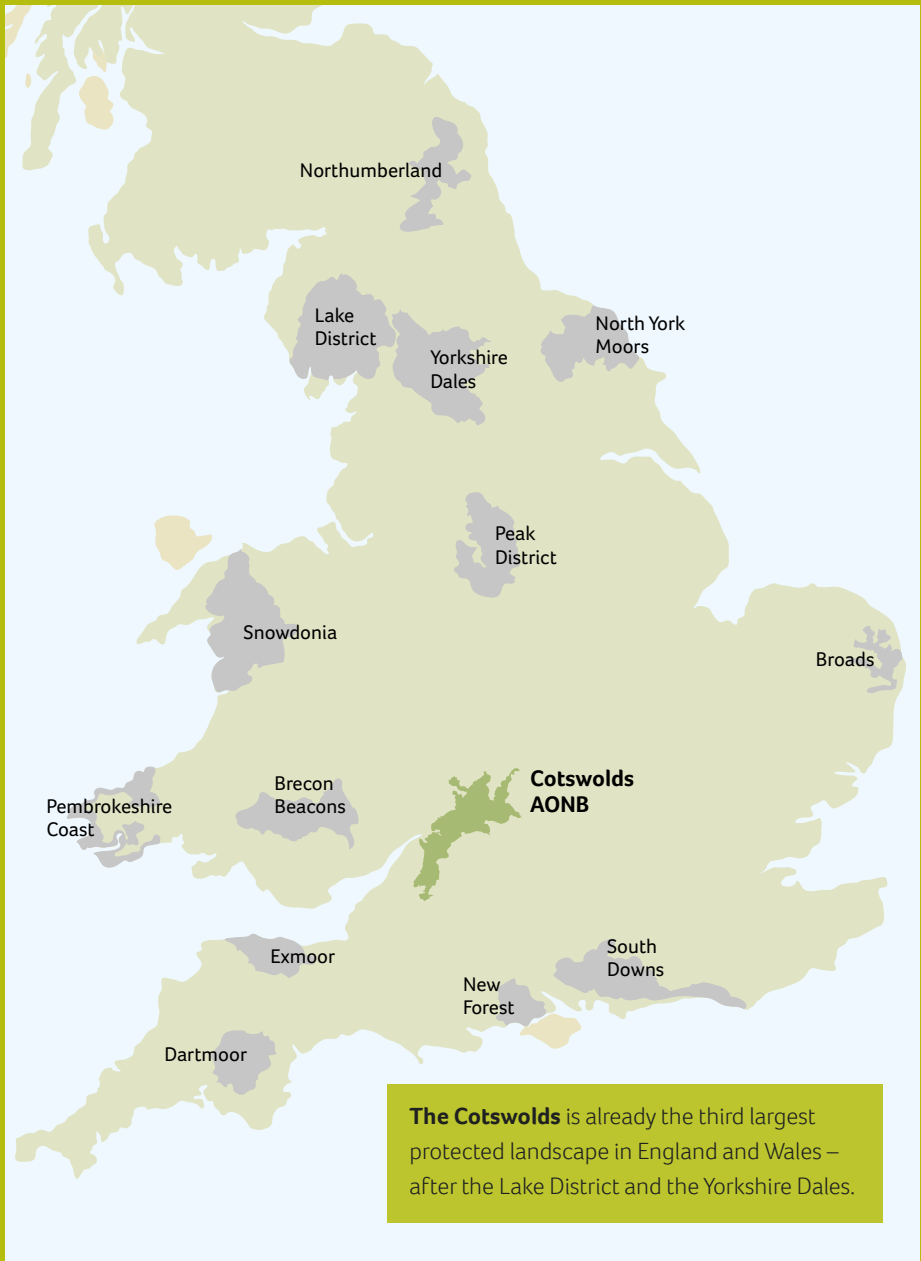 Northumberland
Lake
District
North York
Moors
Yorkshire
Dales
Peak
District
Snowdonia
Broads
Cotswolds
AONB
Brecon
Beacons
Pembrokeshire
Coast
Exmoor
South
Downs
New
Forest
Dartmoor
The Cotswolds is already the third largest
protected landscape in England and Wales –
after the Lake District and the Yorkshire Dales.